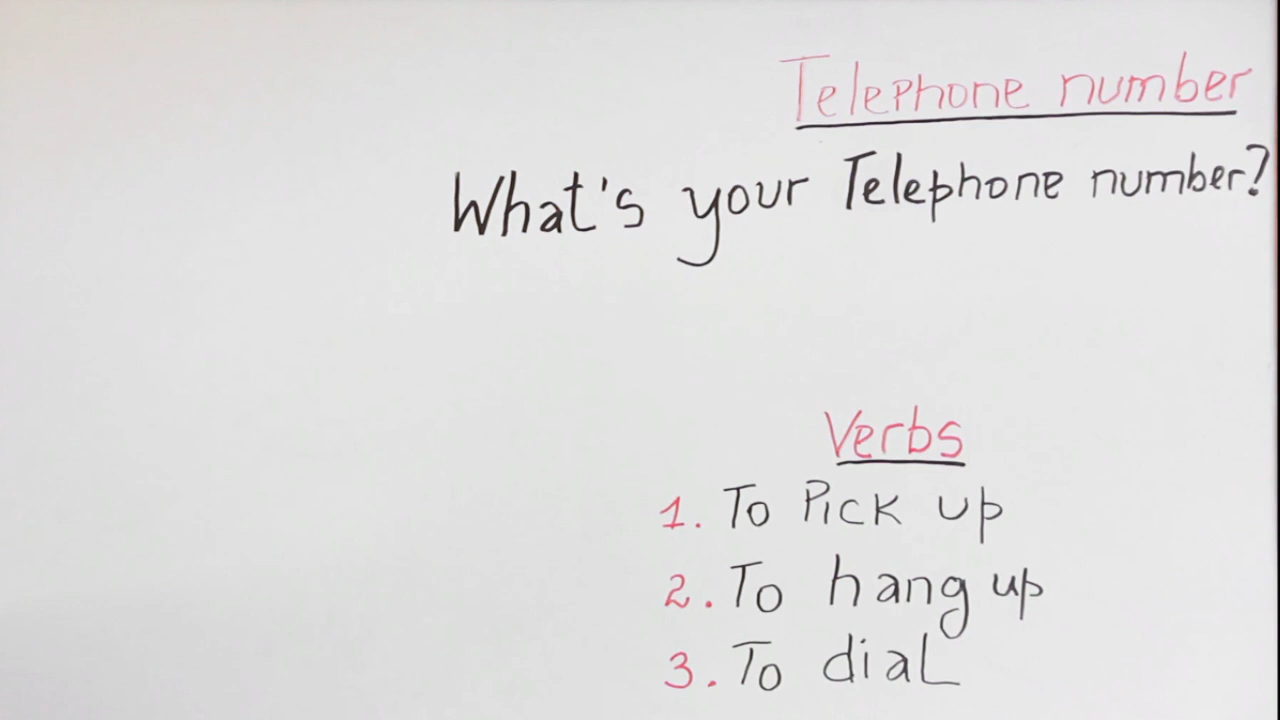 Telephone number
What's your Telephone number?
Verbs
1. To Pick up
2. To hang up
3. To dial